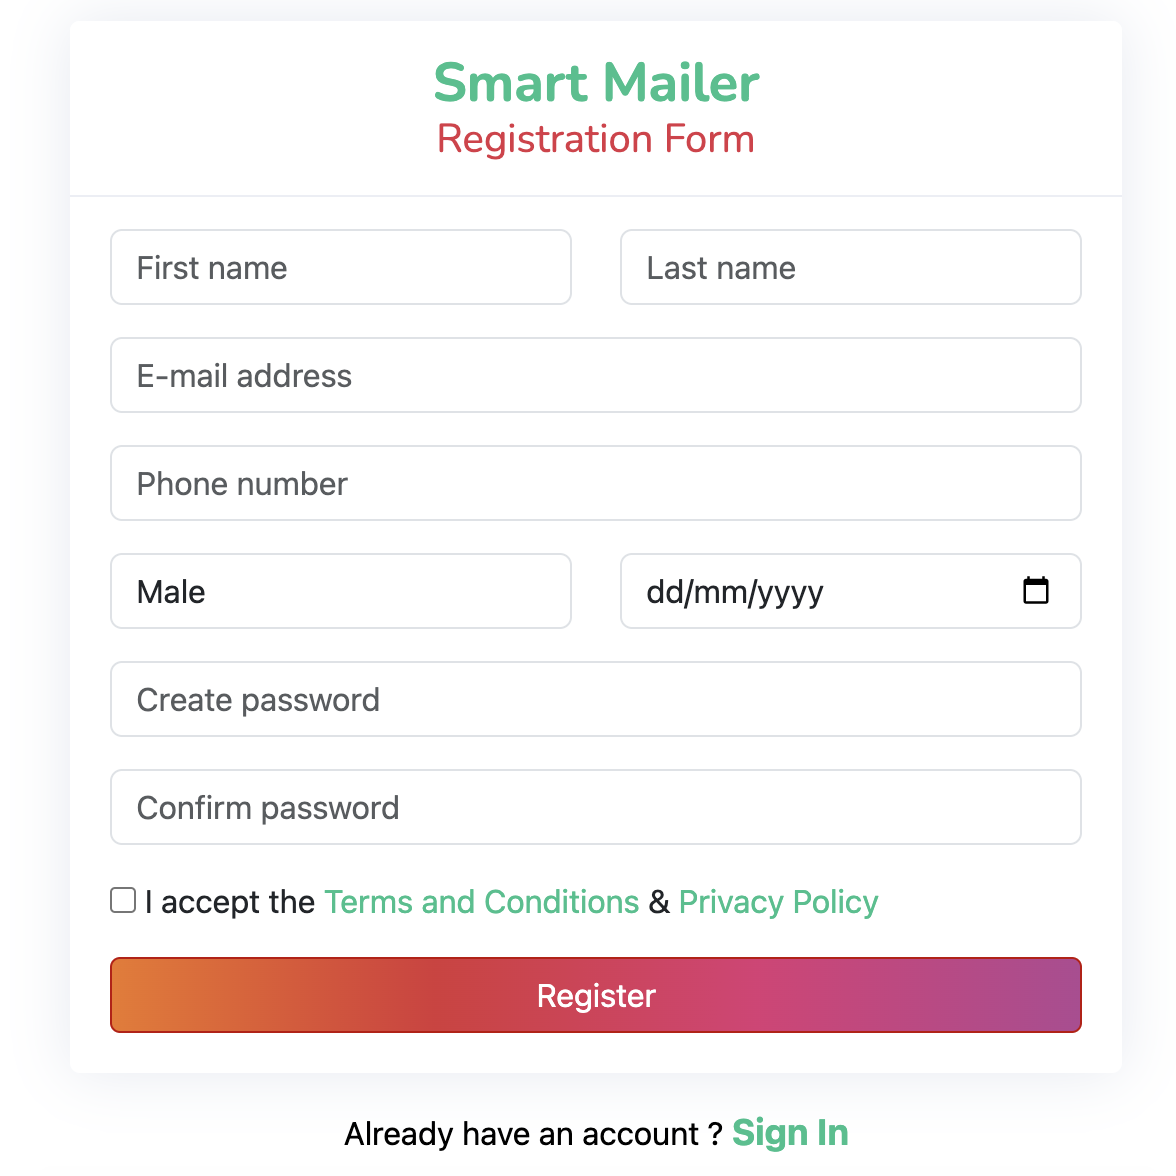 Smart Mailer
Registration Form
First name
Last name
E-mail address
Phone number
Male
dd/mm/yyyy
Create password
Confirm password
I accept the Terms and Conditions & Privacy Policy
Register
Already have an account ? Sign In